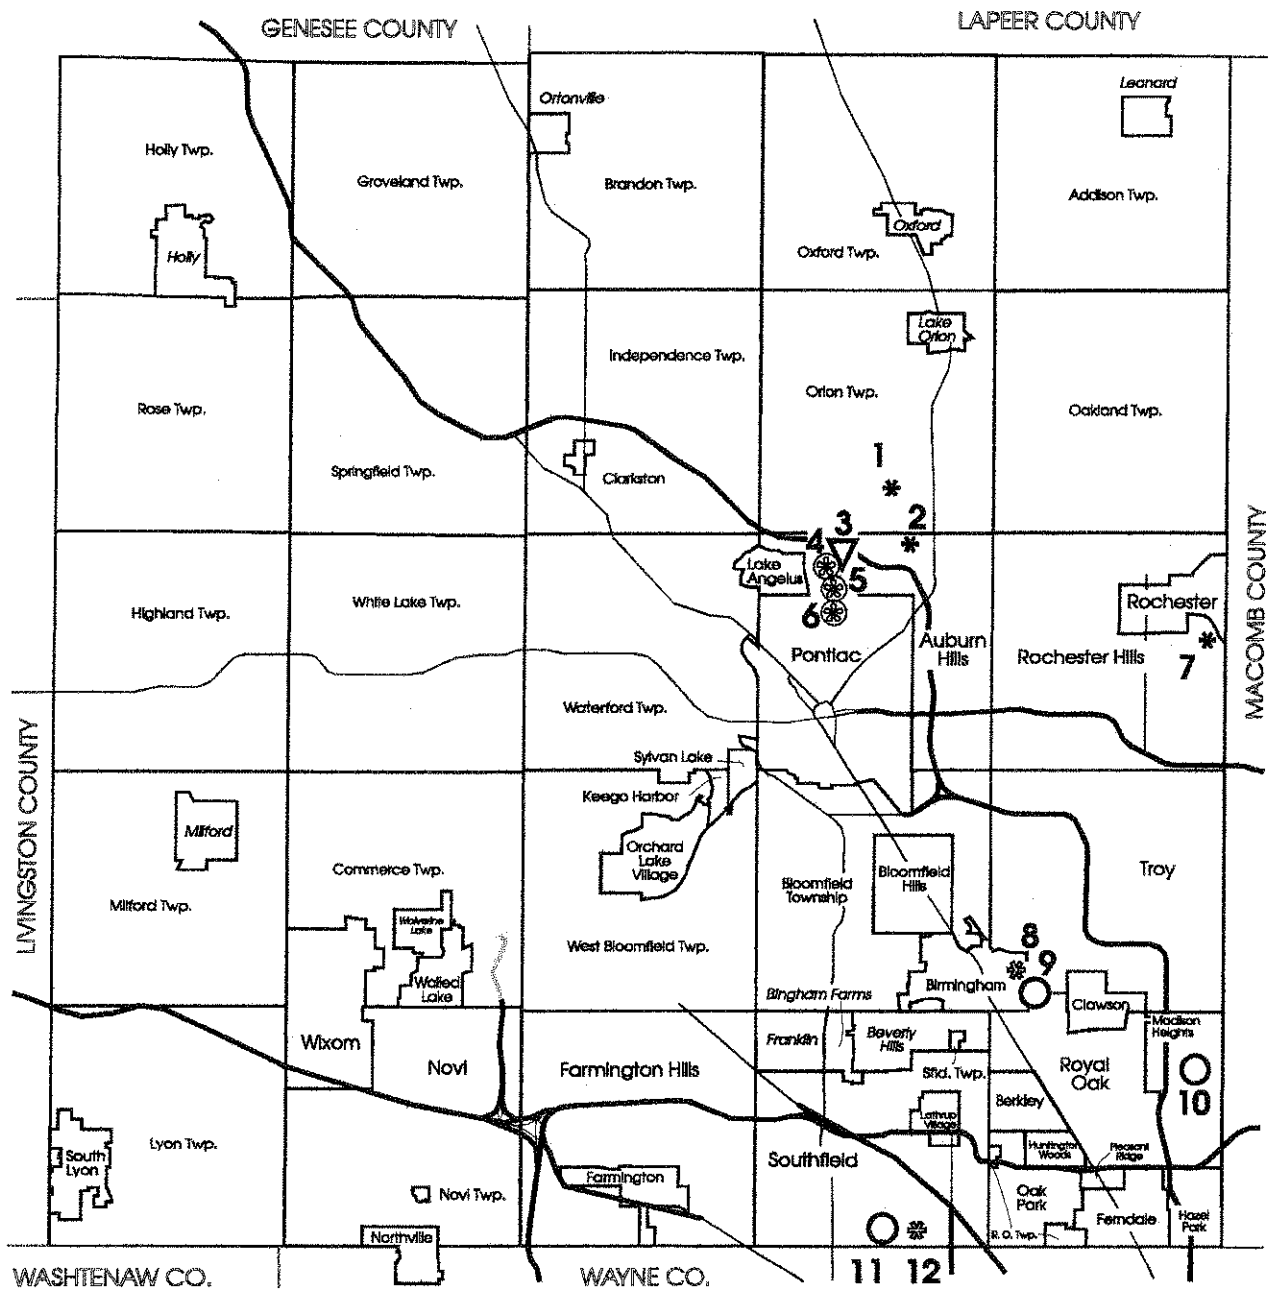 GENESEE COUNTY
LAPEER COUNTY
Ortonville
Leonard
Holly Twp.
Groveland Twp.
Brandon Twp.
Addison Twp.
Oxford
Holly
Oxford Twp.
Lake
Orion
Independence Twp.
Orion Twp.
Rose Twp.
Oakland Twp.
1
Springfield Twp.
Clarkston
2
3
4
Lake
Angelus
5
6
MACOMB COUNTY
Highland Twp.
White Lake Twp.
Rochester
Pontiac
Auburn
Hills
Rochester Hills
7
Waterford Twp.
LIVINGSTON COUNTY
Sylvan Lake
Keego Harbor
Milford
Orchard
Lake
Village
Commerce Twp.
Bloomfield
Township
Bloomfield
Hills
Troy
Milford Twp.
Wolverine
Lake
West Bloomfield Twp.
8
9
Walled
Lake
Bingham Farms
Birmingham
Clawson
Wixom
Novi
Farmington Hills
Franklin
Beverly
Hills
Madison
Heights
Sfld. Twp.
Royal
Oak
10
Berkley
Lathrup
Village
Lyon Twp.
South
Lyon
Southfield
Huntington
Woods
Pleasant
Ridge
Novi Twp.
Farmington
Oak
Park
Northville
R. O. Twp.
Ferndale
Hazel
Park
11 12
WASHTENAW CO.
WAYNE CO.